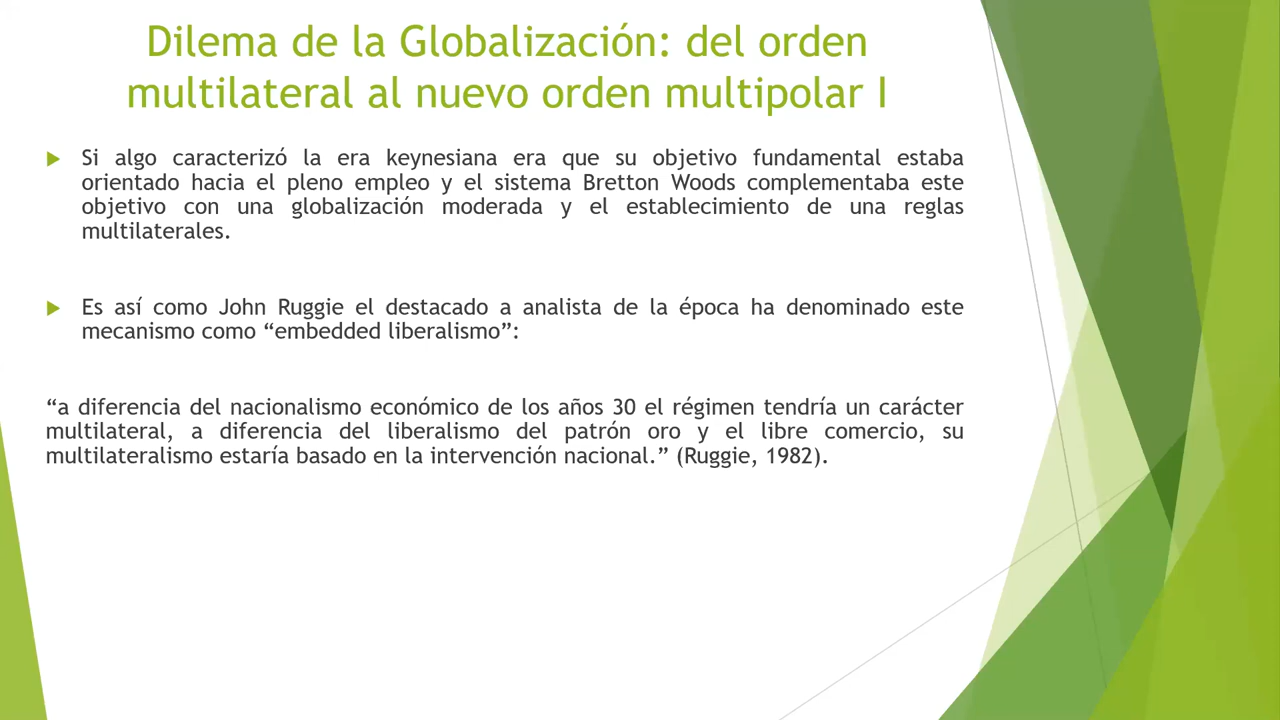 Dilema de la Globalización: del orden
multilateral al nuevo orden multipolar I
Si algo caracterizó la era keynesiana era que su objetivo fundamental estaba
orientado hacia el pleno empleo y el sistema Bretton Woods complementaba este
objetivo con una globalización moderada y el establecimiento de una reglas
multilaterales.
Es así como John Ruggie el destacado a analista de la época ha denominado este
mecanismo como “embedded liberalismo”:
“a diferencia del nacionalismo económico de los años 30 el régimen tendría un carácter
multilateral, a diferencia del liberalismo del patrón oro y el libre comercio, su
multilateralismo estaría basado en la intervención nacional.” (Ruggie, 1982).